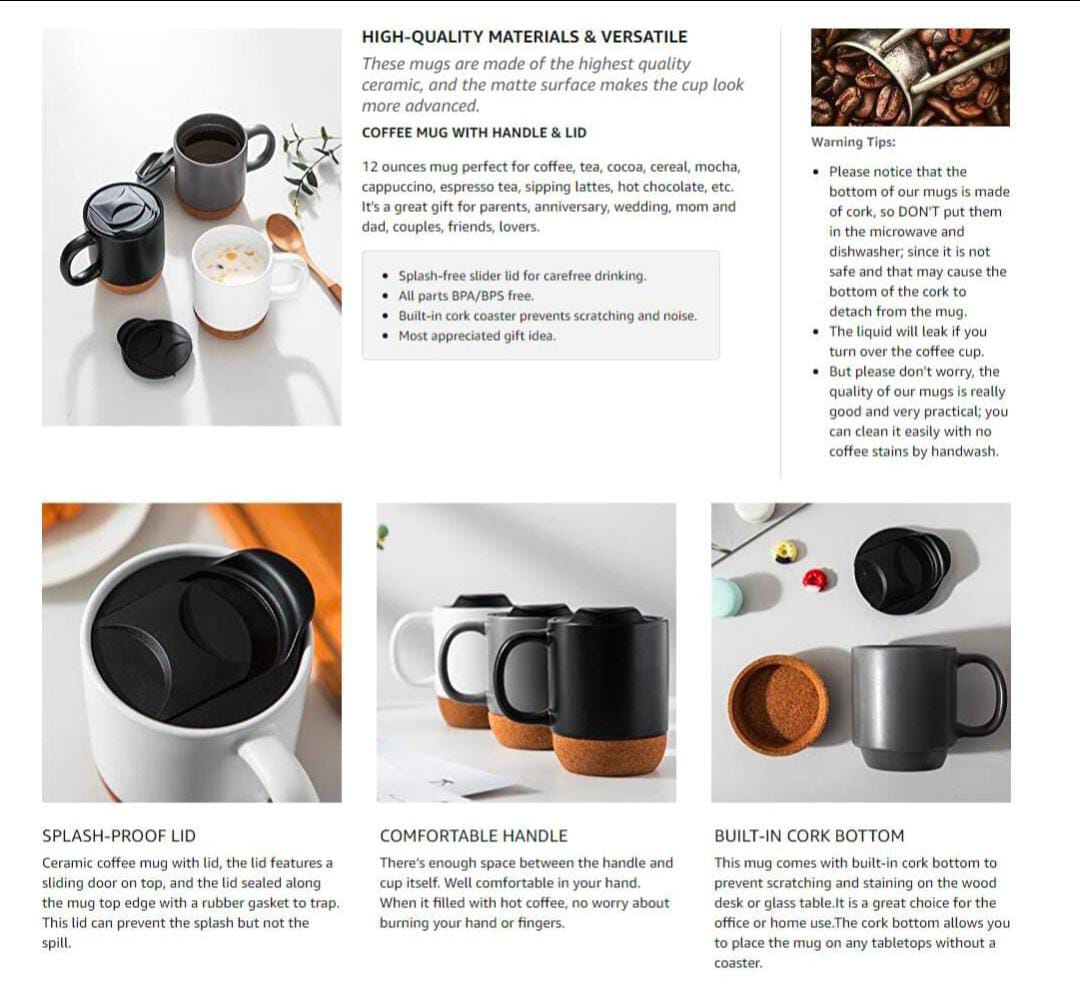 HIGH-QUALITY MATERIALS & VERSATILE
These mugs are made of the highest quality
ceramic, and the matte surface makes the cup look
more advanced.
COFFEE MUG WITH HANDLE & LID
12 ounces mug perfect for coffee, tea, cocoa, cereal, mocha,
cappuccino, espresso tea, sipping lattes, hot chocolate, etc.
It's a great gift for parents, anniversary, wedding, mom and
dad, couples, friends, lovers.
• Splash-free slider lid for carefree drinking.
• All parts BPA/BPS free.
• Built-in cork coaster prevents scratching and noise.
• Most appreciated gift idea.
Warning Tips:
• Please notice that the
bottom of our mugs is made
of cork, so DON'T put them
in the microwave and
dishwasher; since it is not
safe and that may cause the
bottom of the cork to
detach from the mug.
• The liquid will leak if you
turn over the coffee cup.
• But please don't worry, the
quality of our mugs is really
good and very practical; you
can clean it easily with no
coffee stains by handwash.
SPLASH-PROOF LID
Ceramic coffee mug with lid, the lid features a
sliding door on top, and the lid sealed along
the mug top edge with a rubber gasket to trap.
This lid can prevent the splash but not the
spill.
COMFORTABLE HANDLE
There's enough space between the handle and
cup itself. Well comfortable in your hand.
When it filled with hot coffee, no worry about
burning your hand or fingers.
BUILT-IN CORK BOTTOM
This mug comes with built-in cork bottom to
prevent scratching and staining on the wood
desk or glass table.It is a great choice for the
office or home use.The cork bottom allows you
to place the mug on any tabletops without a
coaster.